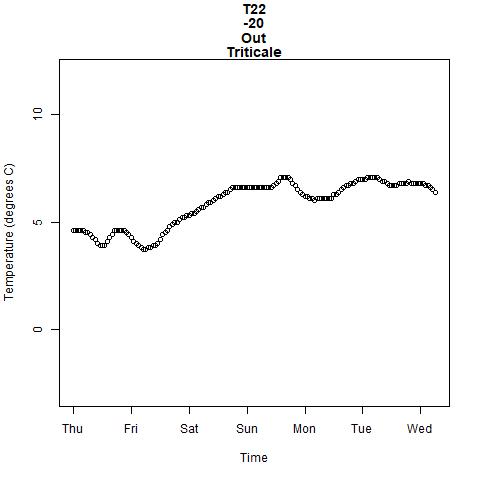 T22
-20
Out
Triticale
Temperature (degrees C)
10
5
0
Thu Fri Sat Sun Mon Tue Wed
Time